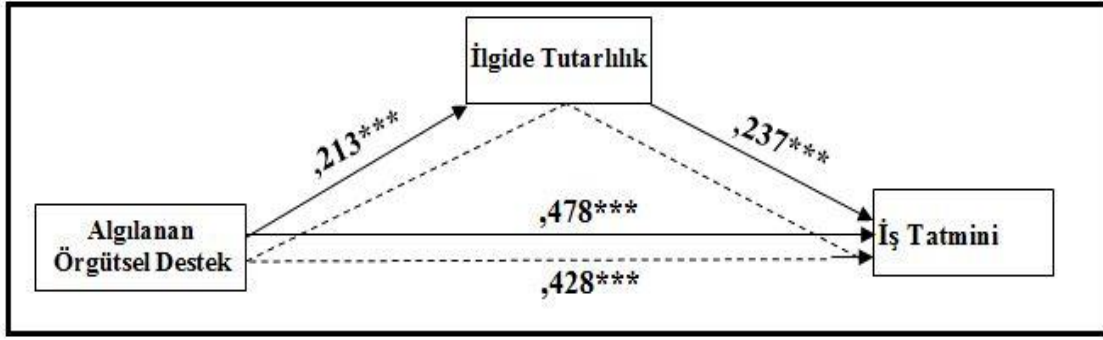 İlgide Tutarlılık
,213***
,237***
,478***
Algılanan
Örgütsel Destek
İş Tatmini
,428***